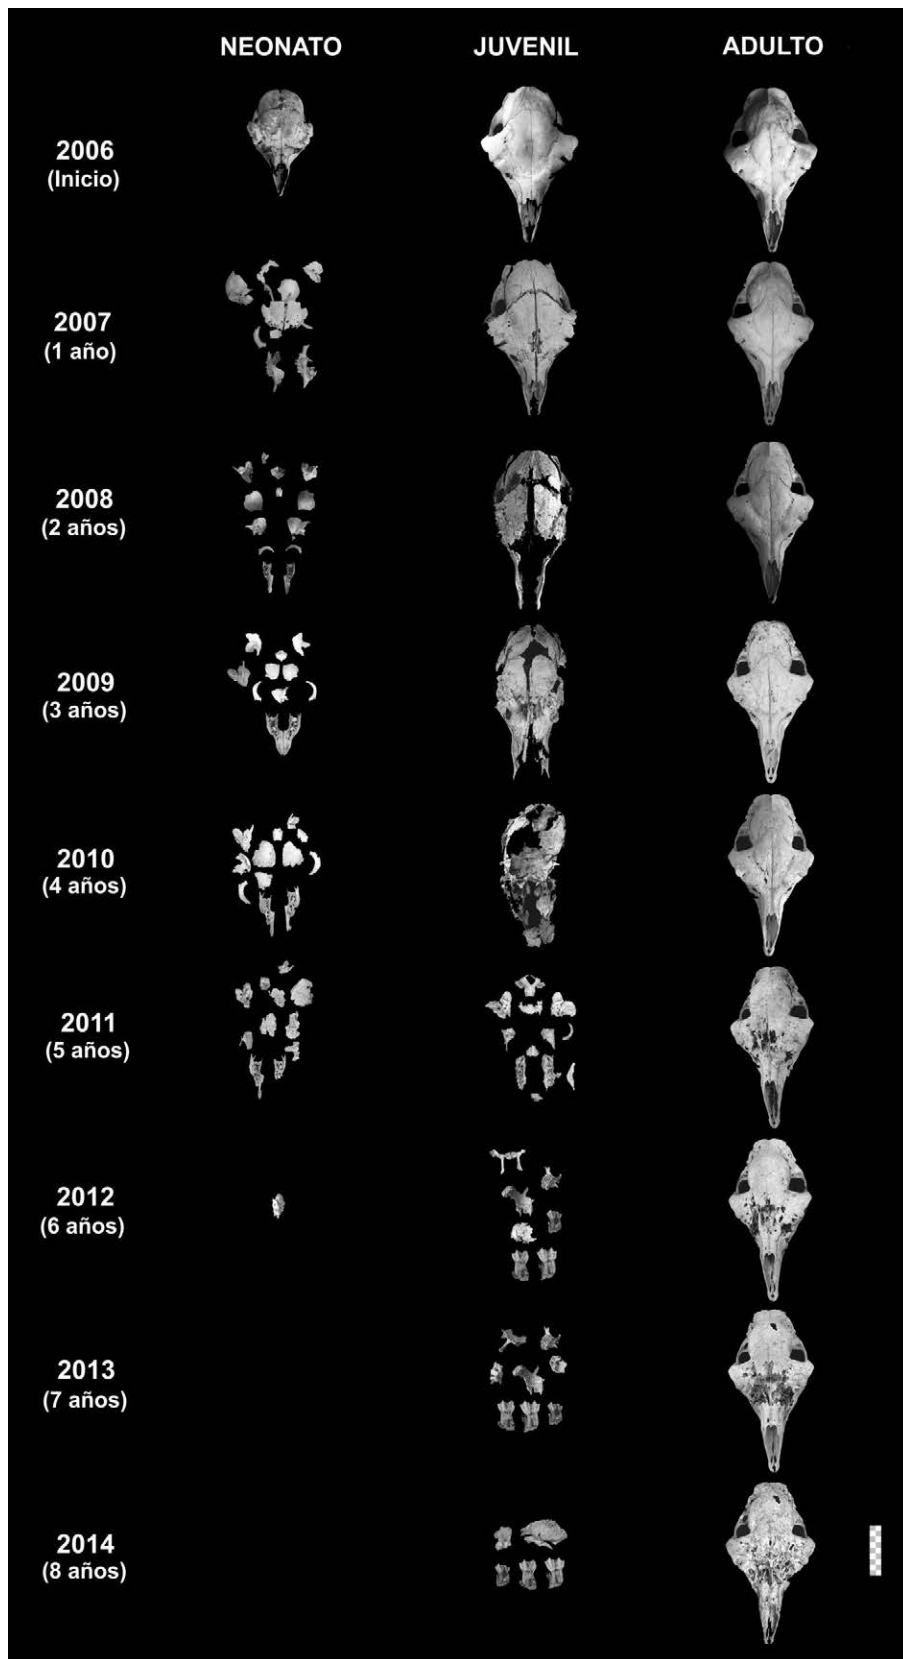 NEONATO JUVENIL ADULTO
2006
(Inicio)
2007
(1 año)
2008
(2 años)
2009
(3 años)
2010
(4 años)
2011
(5 años)
2012
(6 años)
2013
(7 años)
2014
(8 años)